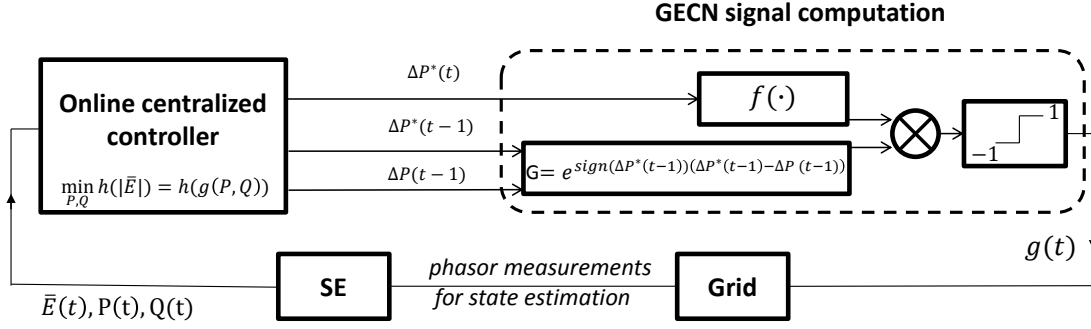 GECN signal computation
Online centralized
controller
min h(|Ē|) = h(g(P, Q))
P,Q
ΔP*(t)
ΔP*(t − 1)
ΔP(t − 1)
f(·)
G= e^{sign(ΔP*(t−1))(ΔP*(t−1)−ΔP (t−1))}
1
−1
g(t)
SE
phasor measurements
for state estimation
Grid
Ē(t), P(t), Q(t)